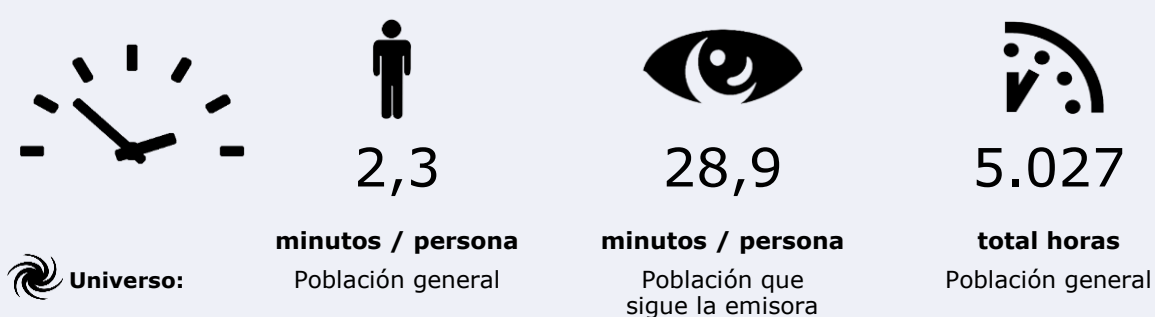 2,3
28,9
5.027
minutos / persona
minutos / persona
total horas
Universo:
Población general
Población que
sigue la emisora
Población general